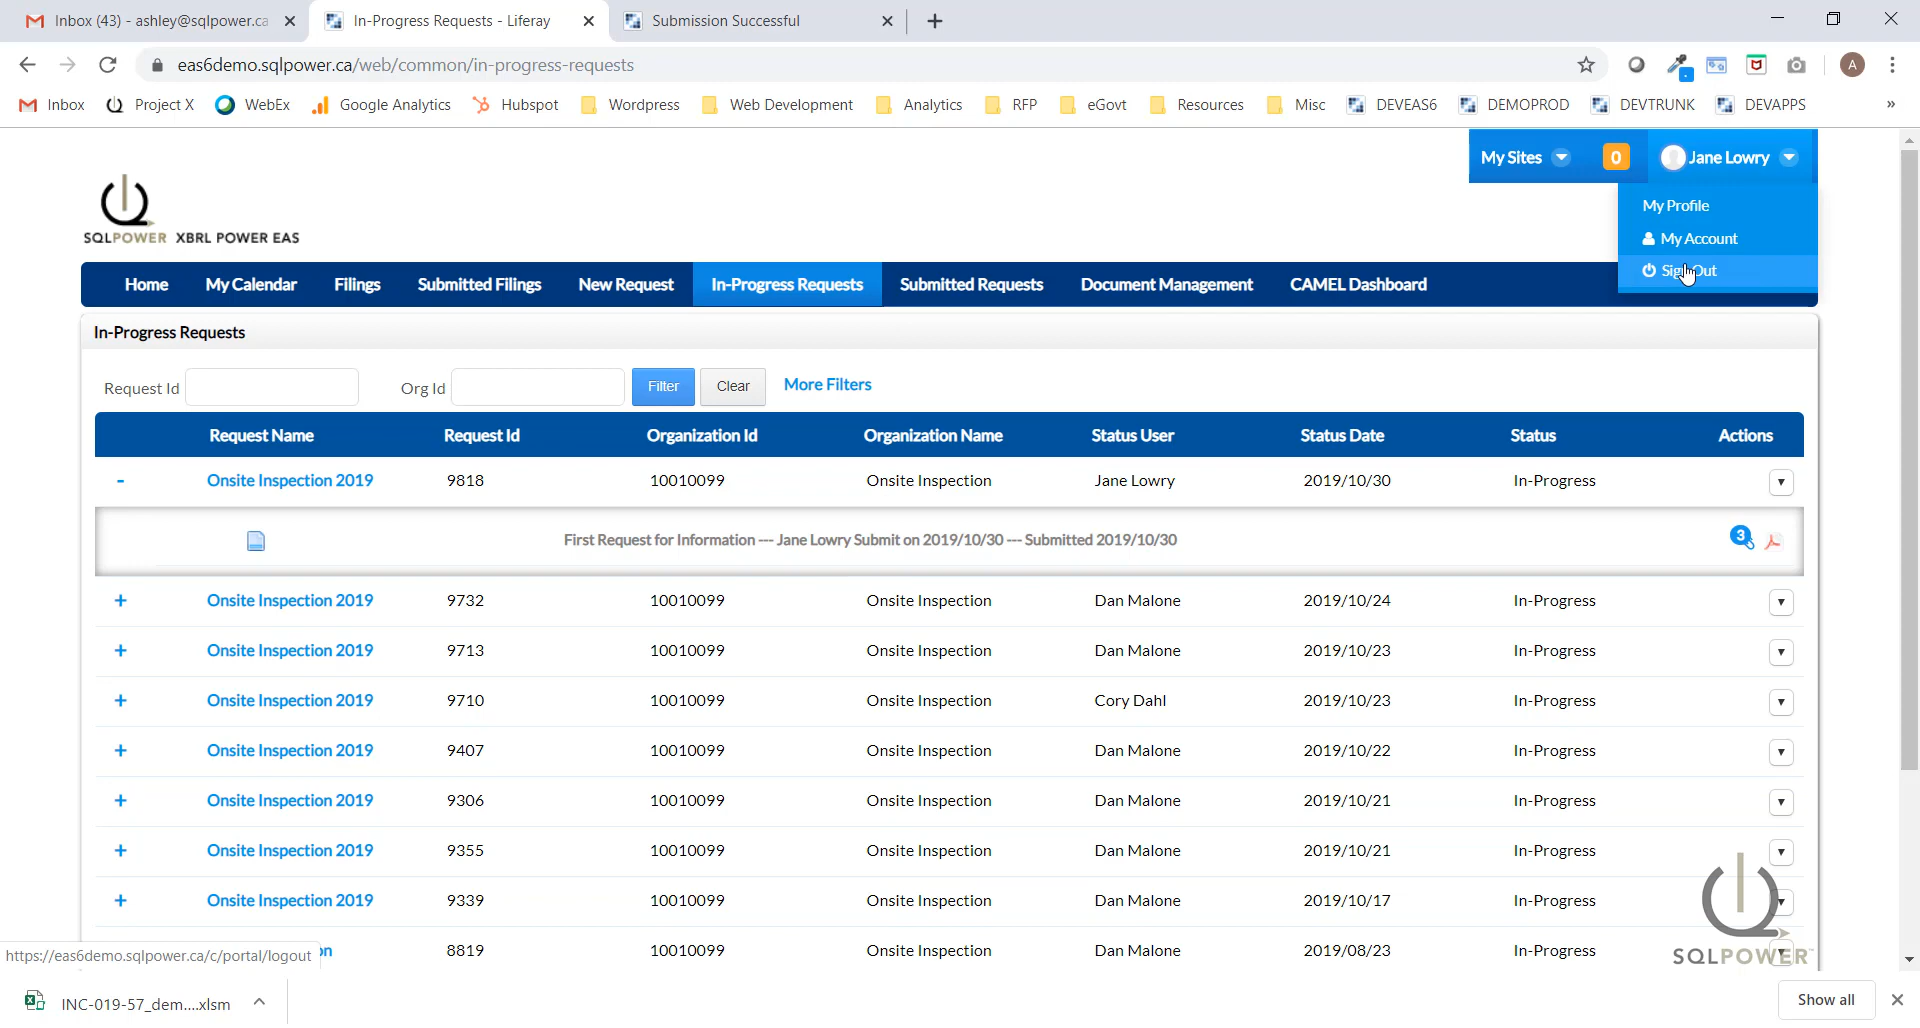 Inbox (43) - ashley@sqlpower.ca
In-Progress Requests - Liferay
Submission Successful
eas6demo.sqlpower.ca/web/common/in-progress-requests
A
Inbox
Project X
WebEx
Google Analytics
Hubspot
Wordpress
Web Development
Analytics
RFP
eGovt
Resources
Misc
DEVEAS6
DEMOPROD
DEVTRUNK
DEVAPPS
»
My Sites
0
Jane Lowry
My Profile
My Account
Sign Out
SQLPOWER XBRL POWER EAS
Home
My Calendar
Filings
Submitted Filings
New Request
In-Progress Requests
Submitted Requests
Document Management
CAMEL Dashboard
In-Progress Requests
Request Id
Org Id
Filter
Clear
More Filters
Request Name Request Id Organization Id Organization Name Status User Status Date Status Actions
- Onsite Inspection 2019 9818 10010099 Onsite Inspection Jane Lowry 2019/10/30 In-Progress
First Request for Information --- Jane Lowry Submit on 2019/10/30 --- Submitted 2019/10/30 3
+ Onsite Inspection 2019 9732 10010099 Onsite Inspection Dan Malone 2019/10/24 In-Progress
+ Onsite Inspection 2019 9713 10010099 Onsite Inspection Dan Malone 2019/10/23 In-Progress
+ Onsite Inspection 2019 9710 10010099 Onsite Inspection Cory Dahl 2019/10/23 In-Progress
+ Onsite Inspection 2019 9407 10010099 Onsite Inspection Dan Malone 2019/10/22 In-Progress
+ Onsite Inspection 2019 9306 10010099 Onsite Inspection Dan Malone 2019/10/21 In-Progress
+ Onsite Inspection 2019 9355 10010099 Onsite Inspection Dan Malone 2019/10/21 In-Progress
+ Onsite Inspection 2019 9339 10010099 Onsite Inspection Dan Malone 2019/10/17 In-Progress
on 8819 10010099 Onsite Inspection Dan Malone 2019/08/23 In-Progress
SQLPOWER
https://eas6demo.sqlpower.ca/c/portal/logout
INC-019-57_dem....xlsm
Show all